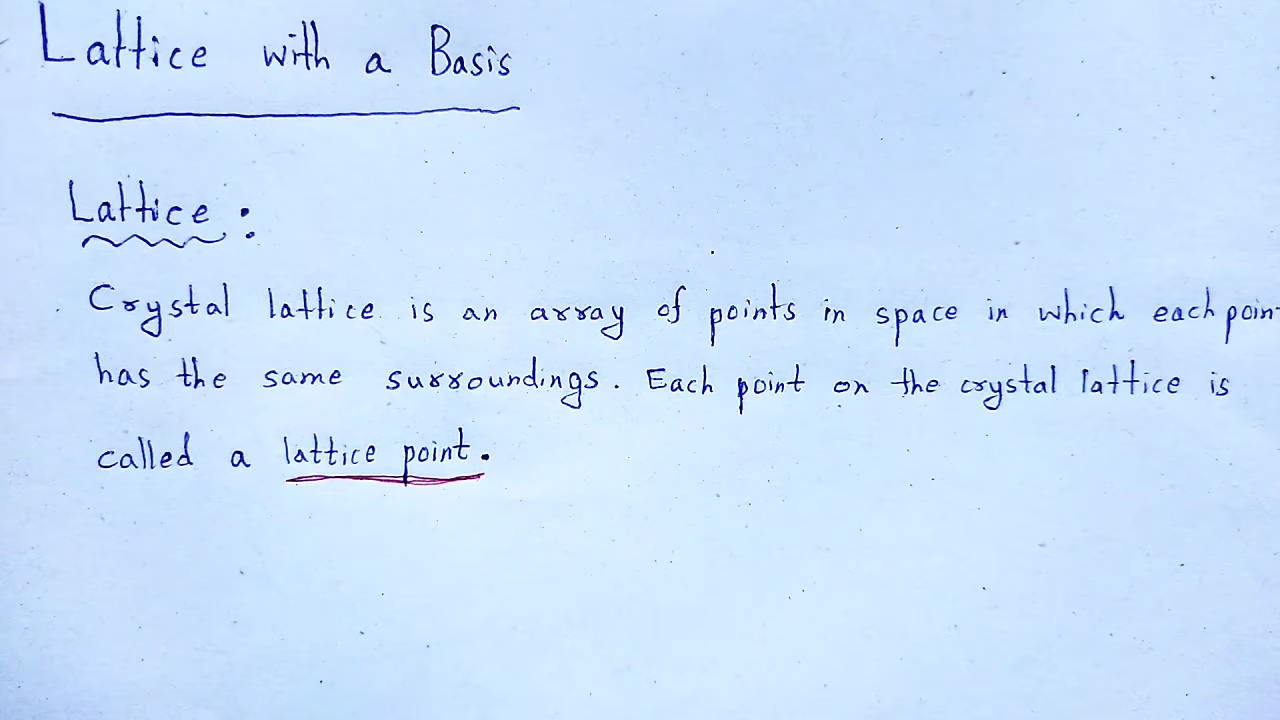 Lattice with a Basis
Lattice :
Crystal lattice is an array of points in space in which each point
has the same surroundings. Each point on the crystal lattice is
called a lattice point.